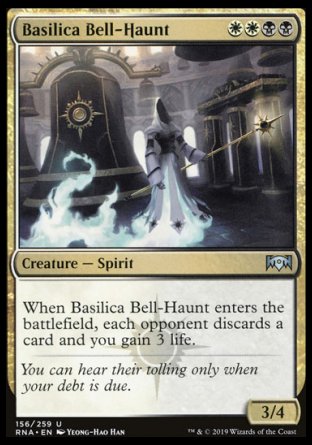 Basilica Bell-Haunt
Creature — Spirit
When Basilica Bell-Haunt enters the
battlefield, each opponent discards a
card and you gain 3 life.
You can hear their tolling only when
your debt is due.
3/4
156/259 U
RNA • EN Yeong-Hao Han
™ & © 2019 Wizards of the Coast